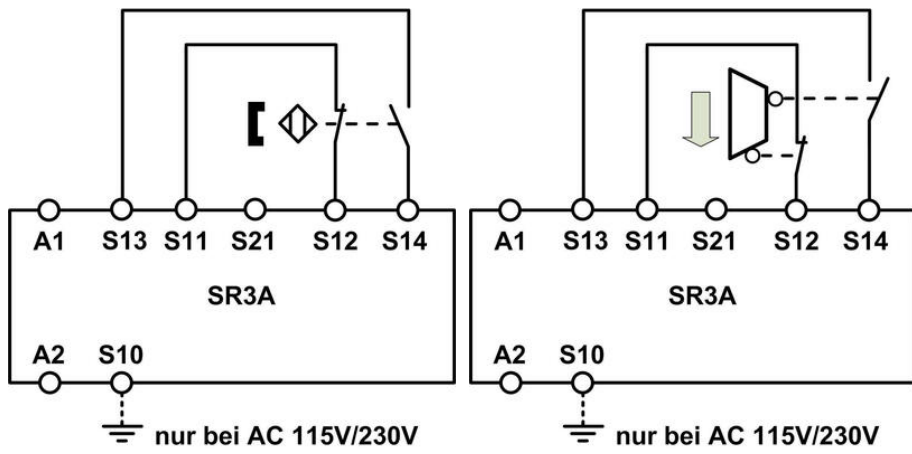 A1 S13 S11 S21 S12 S14
SR3A
A2 S10
nur bei AC 115V/230V
A1 S13 S11 S21 S12 S14
SR3A
A2 S10
nur bei AC 115V/230V